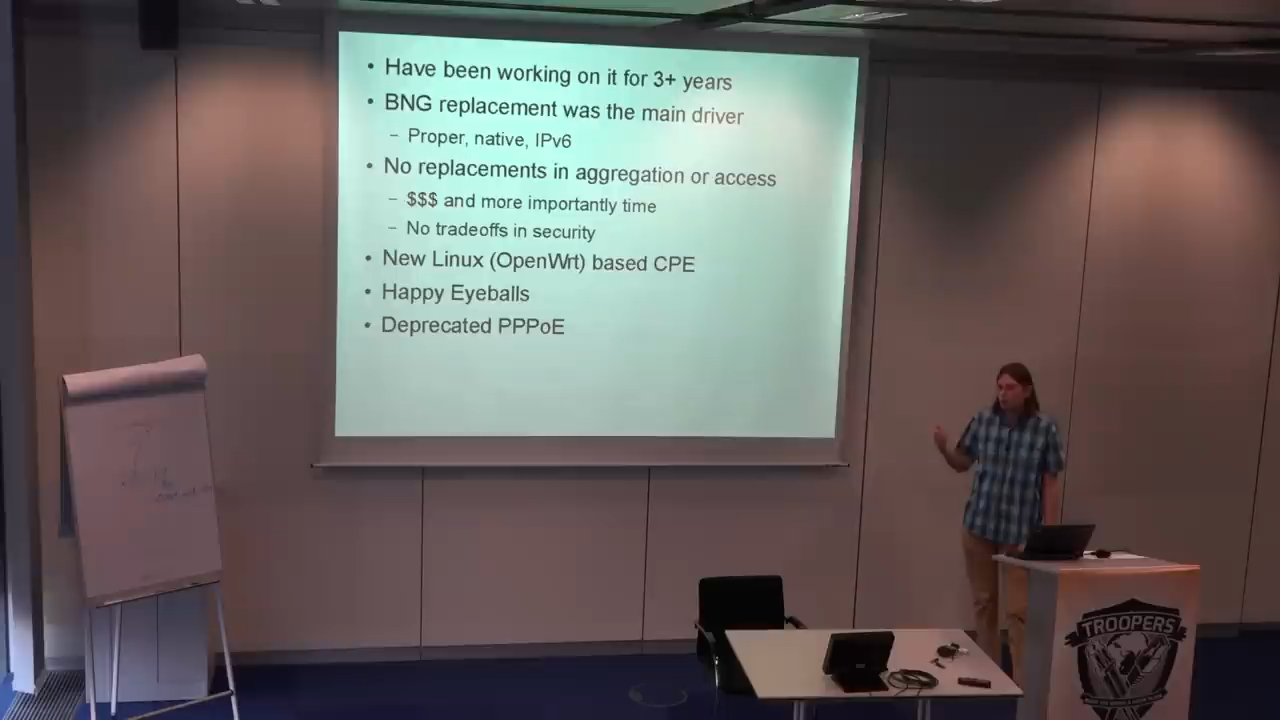 • Have been working on it for 3+ years
• BNG replacement was the main driver
– Proper, native, IPv6
• No replacements in aggregation or access
– $$$ and more importantly time
– No tradeoffs in security
• New Linux (OpenWrt) based CPE
• Happy Eyeballs
• Deprecated PPPoE
TROOPERS